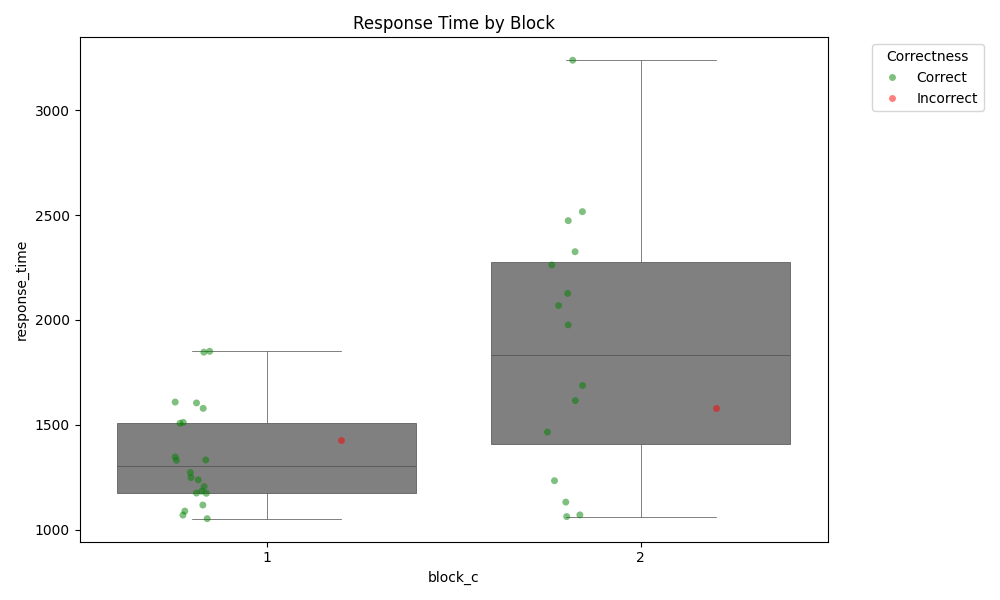 Response Time by Block
Correctness
Correct
Incorrect
3000
2500
2000
1500
1000
response_time
1
2
block_c